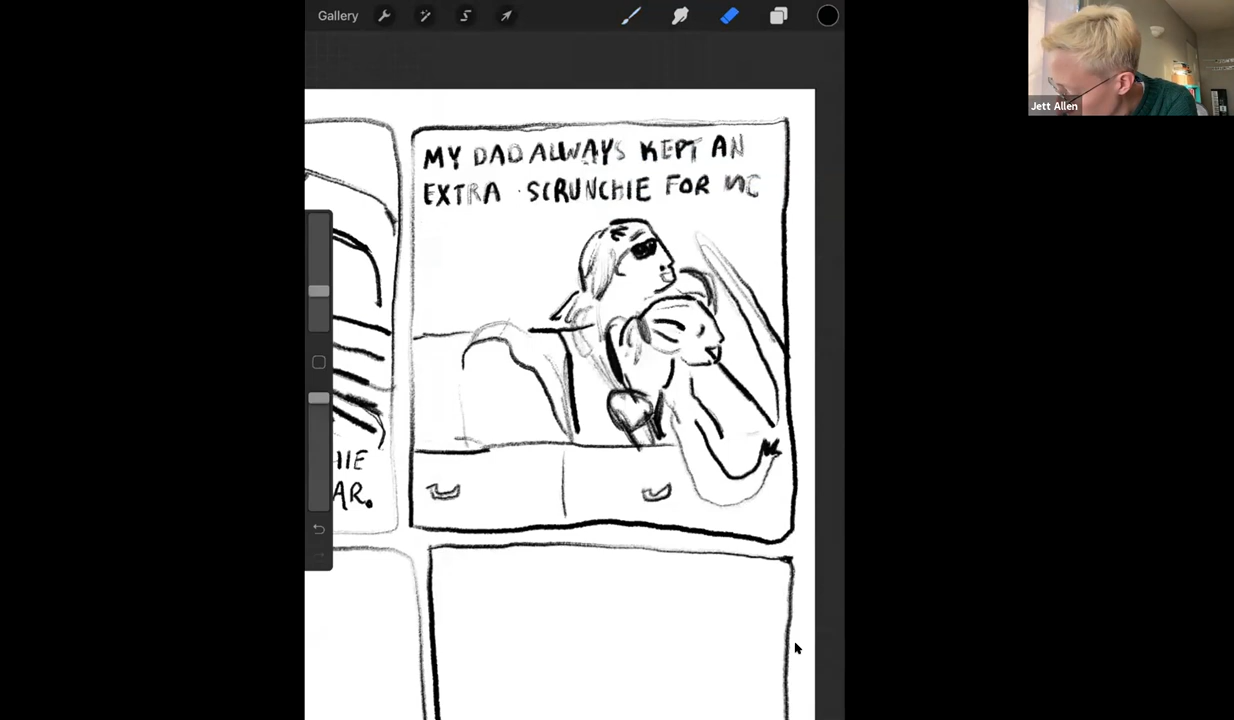 Gallery
Jett Allen
MY DAD ALWAYS KEPT AN
EXTRA SCRUNCHIE FOR ME
HIE
AR.